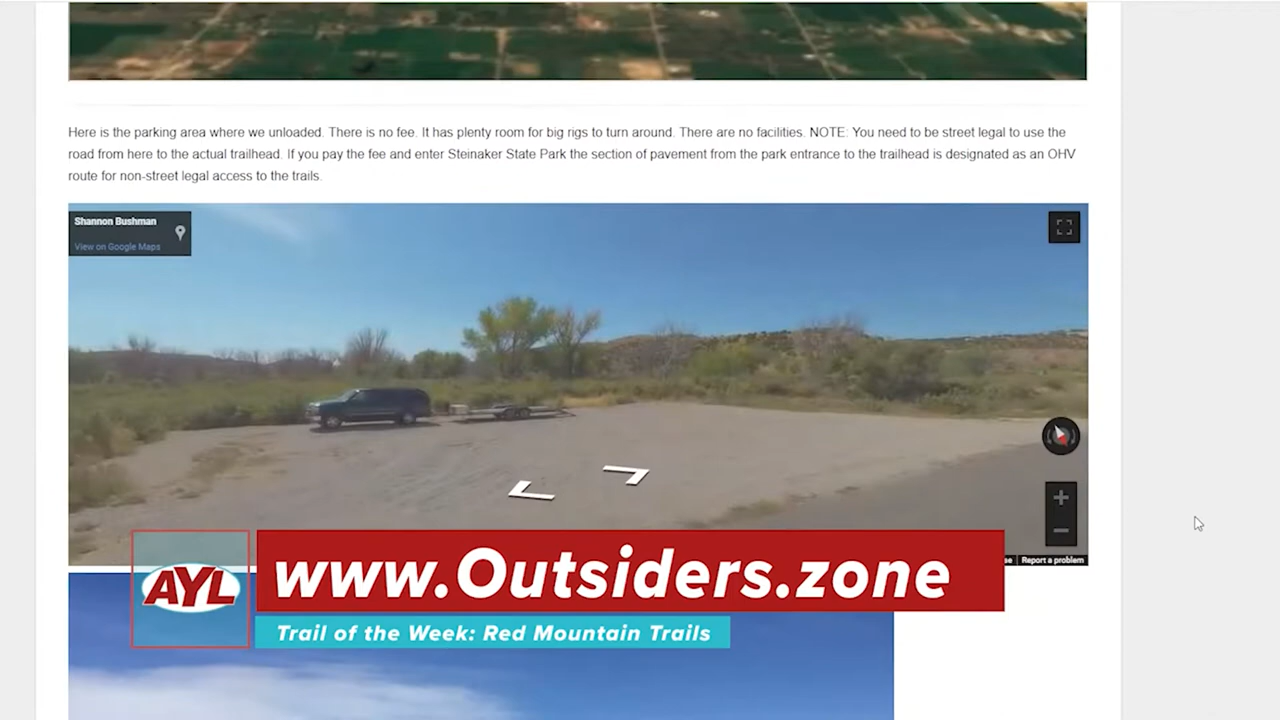 Here is the parking area where we unloaded. There is no fee. It has plenty room for big rigs to turn around. There are no facilities. NOTE: You need to be street legal to use the
road from here to the actual trailhead. If you pay the fee and enter Steinaker State Park the section of pavement from the park entrance to the trailhead is designated as an OHV
route for non-street legal access to the trails.
Shannon Bushman
View on Google Maps
Report a problem
AYL
www.Outsiders.zone
Trail of the Week: Red Mountain Trails